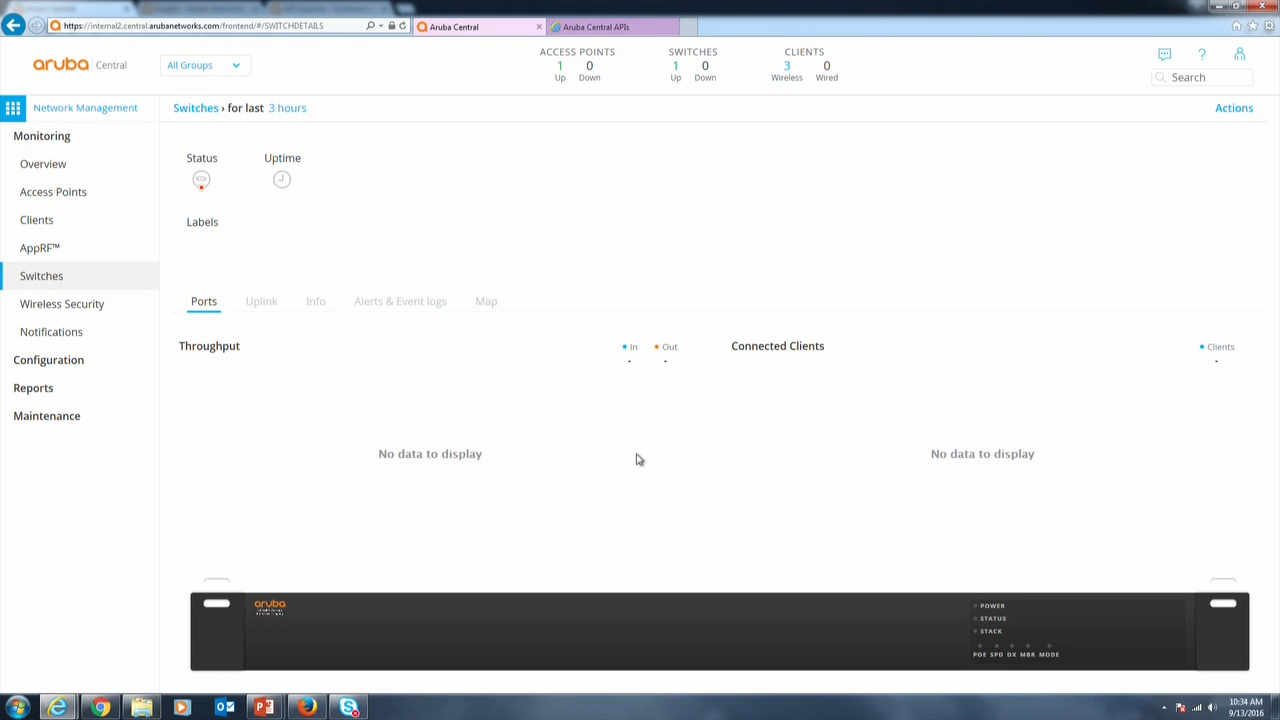 https://internal2.central.arubanetworks.com/frontend/#/SWITCHDETAILS
Aruba Central
Aruba Central APIs
aruba Central
All Groups
ACCESS POINTS
1 0
Up Down
SWITCHES
1 0
Up Down
CLIENTS
3 0
Wireless Wired
Search
Network Management
Switches › for last 3 hours
Actions
Monitoring
Overview
Access Points
Clients
AppRF™
Switches
Wireless Security
Notifications
Configuration
Reports
Maintenance
Status
Uptime
Labels
Ports Uplink Info Alerts & Event logs Map
Throughput
In Out
- -
No data to display
Connected Clients
Clients
-
No data to display
aruba
POWER
STATUS
STACK
POE SPD DX MBR MODE
10:34 AM
9/13/2016